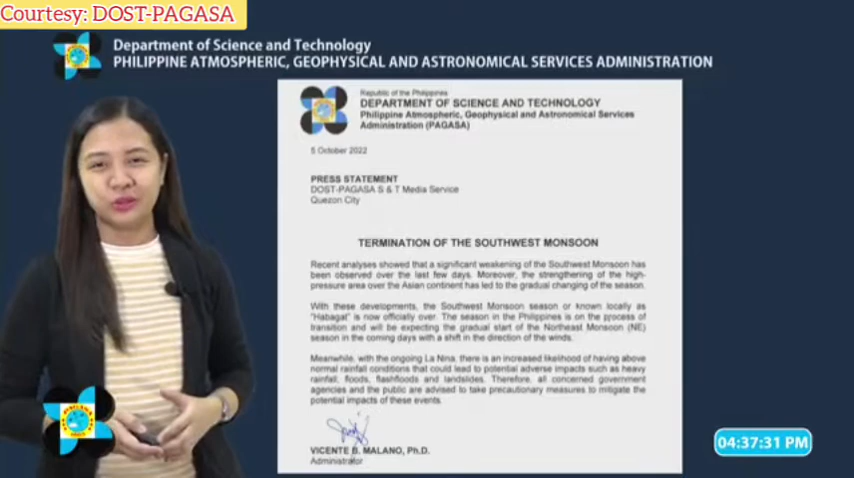 Courtesy: DOST-PAGASA
Department of Science and Technology
PHILIPPINE ATMOSPHERIC, GEOPHYSICAL AND ASTRONOMICAL SERVICES ADMINISTRATION
Republic of the Philippines
DEPARTMENT OF SCIENCE AND TECHNOLOGY
Philippine Atmospheric, Geophysical and Astronomical Services
Administration (PAGASA)
5 October 2022
PRESS STATEMENT
DOST-PAGASA S & T Media Service
Quezon City
TERMINATION OF THE SOUTHWEST MONSOON
Recent analyses showed that a significant weakening of the Southwest Monsoon has
been observed over the last few days. Moreover, the strengthening of the high-
pressure area over the Asian continent has led to the gradual changing of the season.
With these developments, the Southwest Monsoon season or known locally as
"Habagat" is now officially over. The season in the Philippines is on the process of
transition and will be expecting the gradual start of the Northeast Monsoon (NE)
season in the coming days with a shift in the direction of the winds.
Meanwhile, with the ongoing La Nina, there is an increased likelihood of having above
normal rainfall conditions that could lead to potential adverse impacts such as heavy
rainfall, floods, flashfloods and landslides. Therefore, all concerned government
agencies and the public are advised to take precautionary measures to mitigate the
potential impacts of these events.
VICENTE B. MALANO, Ph.D.
Administrator
04:37:31 PM